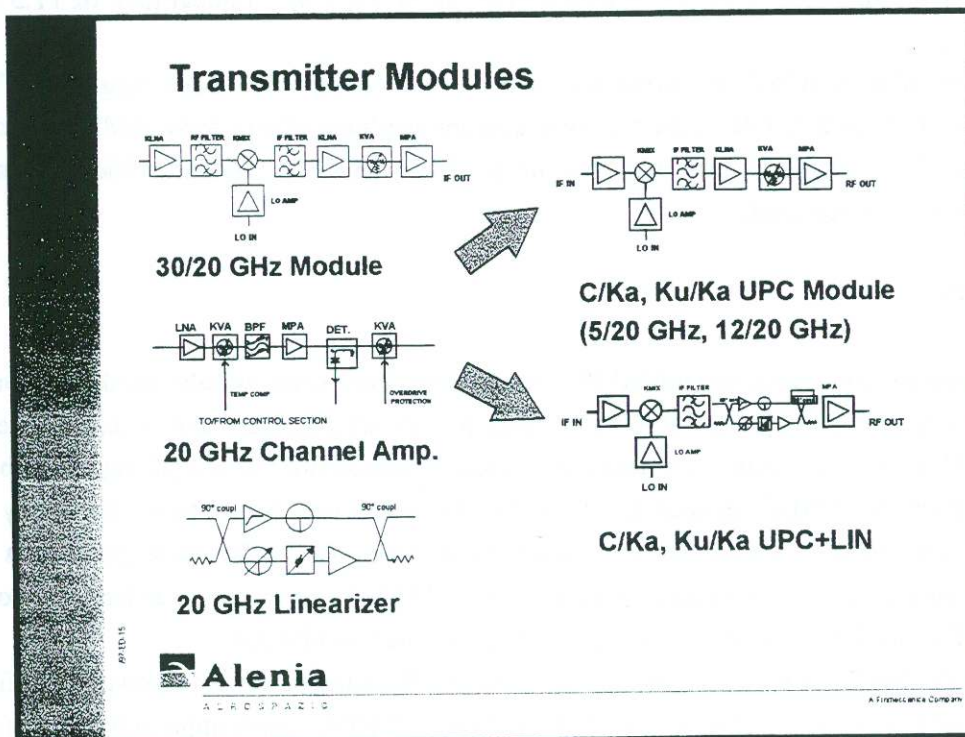 Transmitter Modules
KLNA RF FILTER KMIX IF FILTER KLNA KVA MPA
IF OUT
LO AMP
LO IN
30/20 GHz Module
KMIX IF FILTER KLNA KVA MPA
IF IN RF OUT
LO AMP
LO IN
C/Ka, Ku/Ka UPC Module
(5/20 GHz, 12/20 GHz)
LNA KVA BPF MPA DET. KVA
TEMP COMP
OVERDRIVE
PROTECTION
TO/FROM CONTROL SECTION
20 GHz Channel Amp.
KMIX IF FILTER MPA
IF IN RF OUT
LO AMP
LO IN
C/Ka, Ku/Ka UPC+LIN
90° coupl 90° coupl
20 GHz Linearizer
Alenia
AEROSPAZIO
A Finmeccanica Company